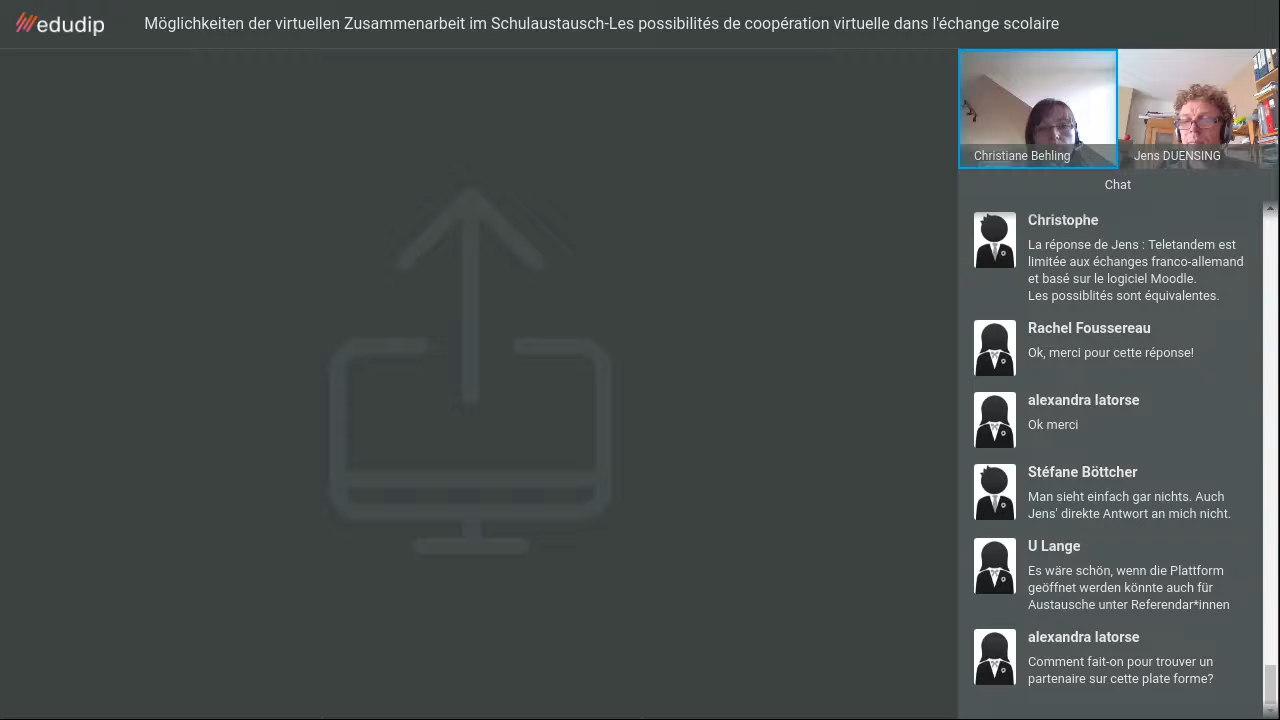 edudip
Möglichkeiten der virtuellen Zusammenarbeit im Schulaustausch-Les possibilités de coopération virtuelle dans l'échange scolaire
Christiane Behling
Jens DUENSING
Chat
Christophe
La réponse de Jens : Teletandem est
limitée aux échanges franco-allemand
et basé sur le logiciel Moodle.
Les possiblités sont équivalentes.
Rachel Foussereau
Ok, merci pour cette réponse!
alexandra latorse
Ok merci
Stéfane Böttcher
Man sieht einfach gar nichts. Auch
Jens' direkte Antwort an mich nicht.
U Lange
Es wäre schön, wenn die Plattform
geöffnet werden könnte auch für
Austausche unter Referendar*innen
alexandra latorse
Comment fait-on pour trouver un
partenaire sur cette plate forme?